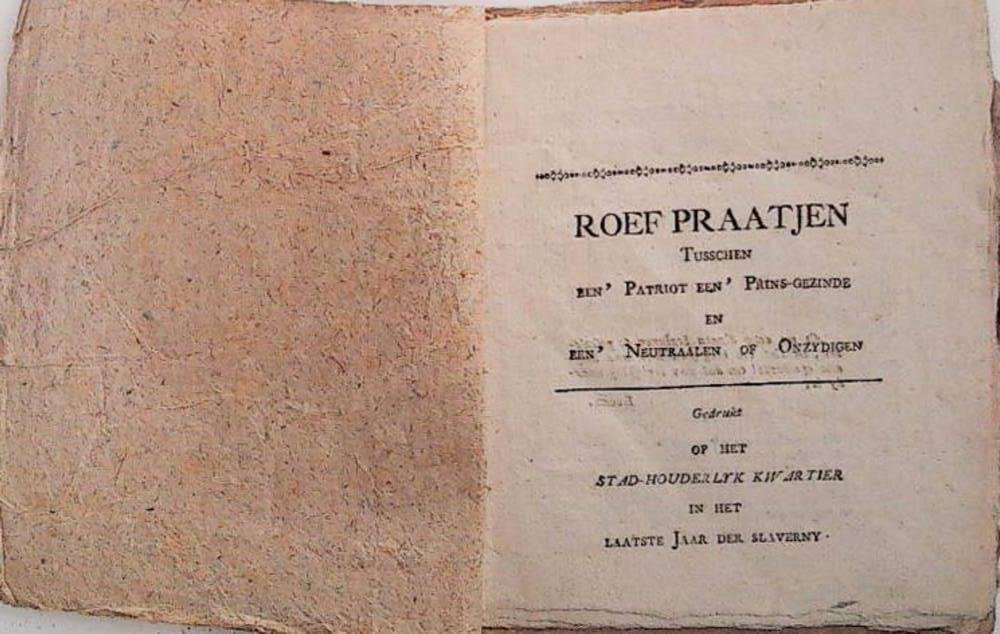 ROEF PRAATJEN
TUSSCHEN
EEN' PATRIOT EEN' PRINS-GEZINDE
EN
EEN' NEUTRAALEN OF ONZYDIGEN
Gedrukt
OP HET
STAD-HOUDERLYK KWARTIER
IN HET
LAATSTE JAAR DER SLAVERNY.